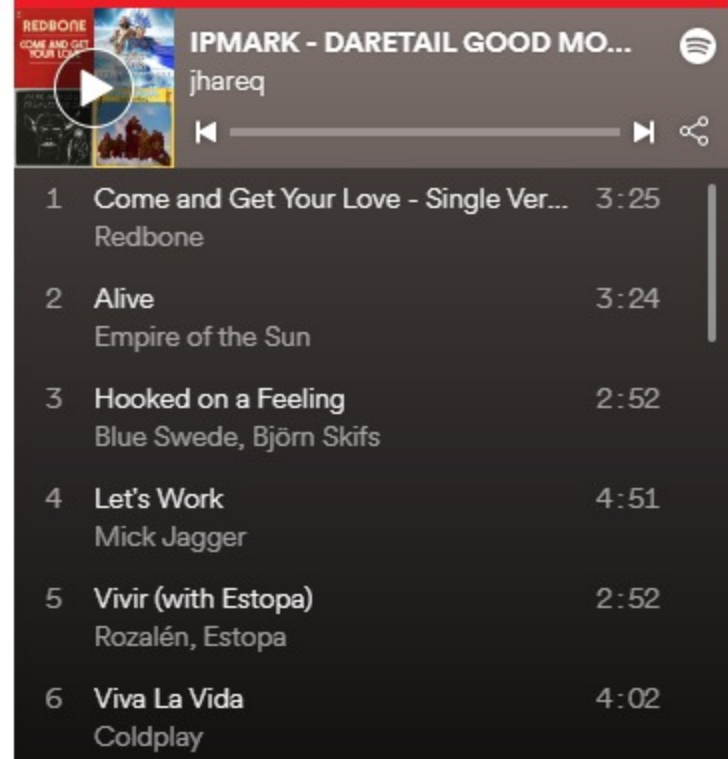 REDBONE
COME AND GET
YOUR LOVE
IPMARK - DARETAIL GOOD MO...
jhareq
1 Come and Get Your Love - Single Ver... 3:25
Redbone
2 Alive 3:24
Empire of the Sun
3 Hooked on a Feeling 2:52
Blue Swede, Björn Skifs
4 Let's Work 4:51
Mick Jagger
5 Vivir (with Estopa) 2:52
Rozalén, Estopa
6 Viva La Vida 4:02
Coldplay